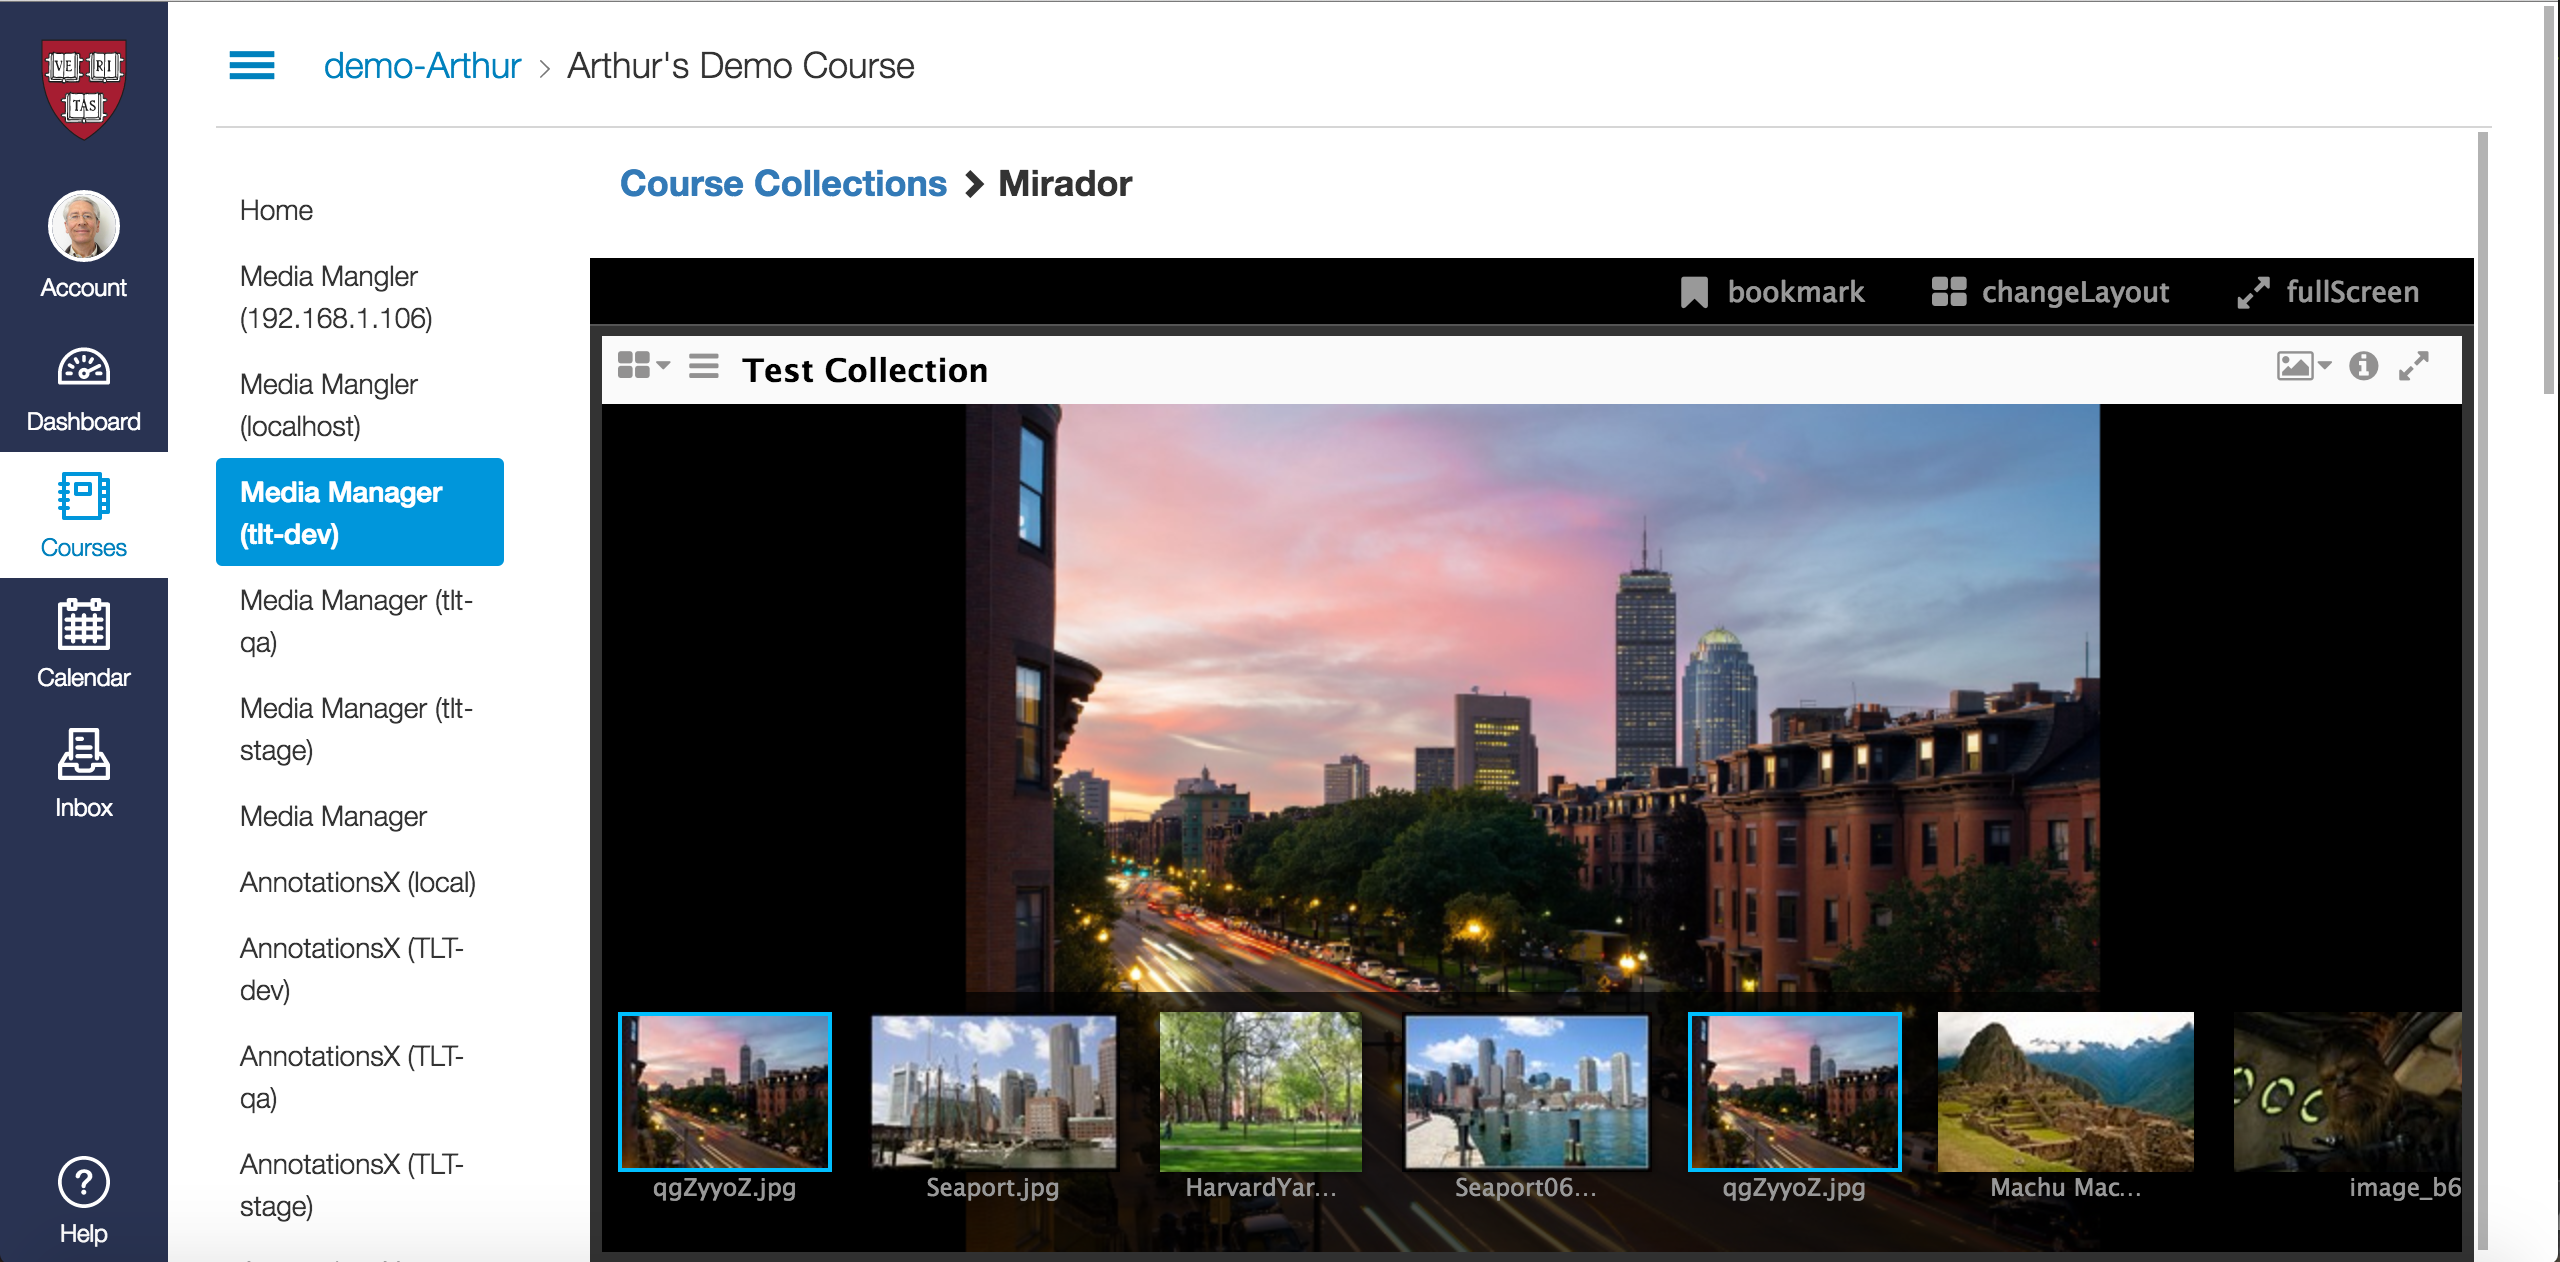 VE RI
TAS
Account
Dashboard
Courses
Calendar
Inbox
Help
demo-Arthur > Arthur's Demo Course
Home
Media Mangler
(192.168.1.106)
Media Mangler
(localhost)
Media Manager
(tlt-dev)
Media Manager (tlt-
qa)
Media Manager (tlt-
stage)
Media Manager
AnnotationsX (local)
AnnotationsX (TLT-
dev)
AnnotationsX (TLT-
qa)
AnnotationsX (TLT-
stage)
Course Collections > Mirador
bookmark changeLayout fullScreen
Test Collection
qgZyyoZ.jpg Seaport.jpg HarvardYar... Seaport06... qgZyyoZ.jpg Machu Mac... image_b6